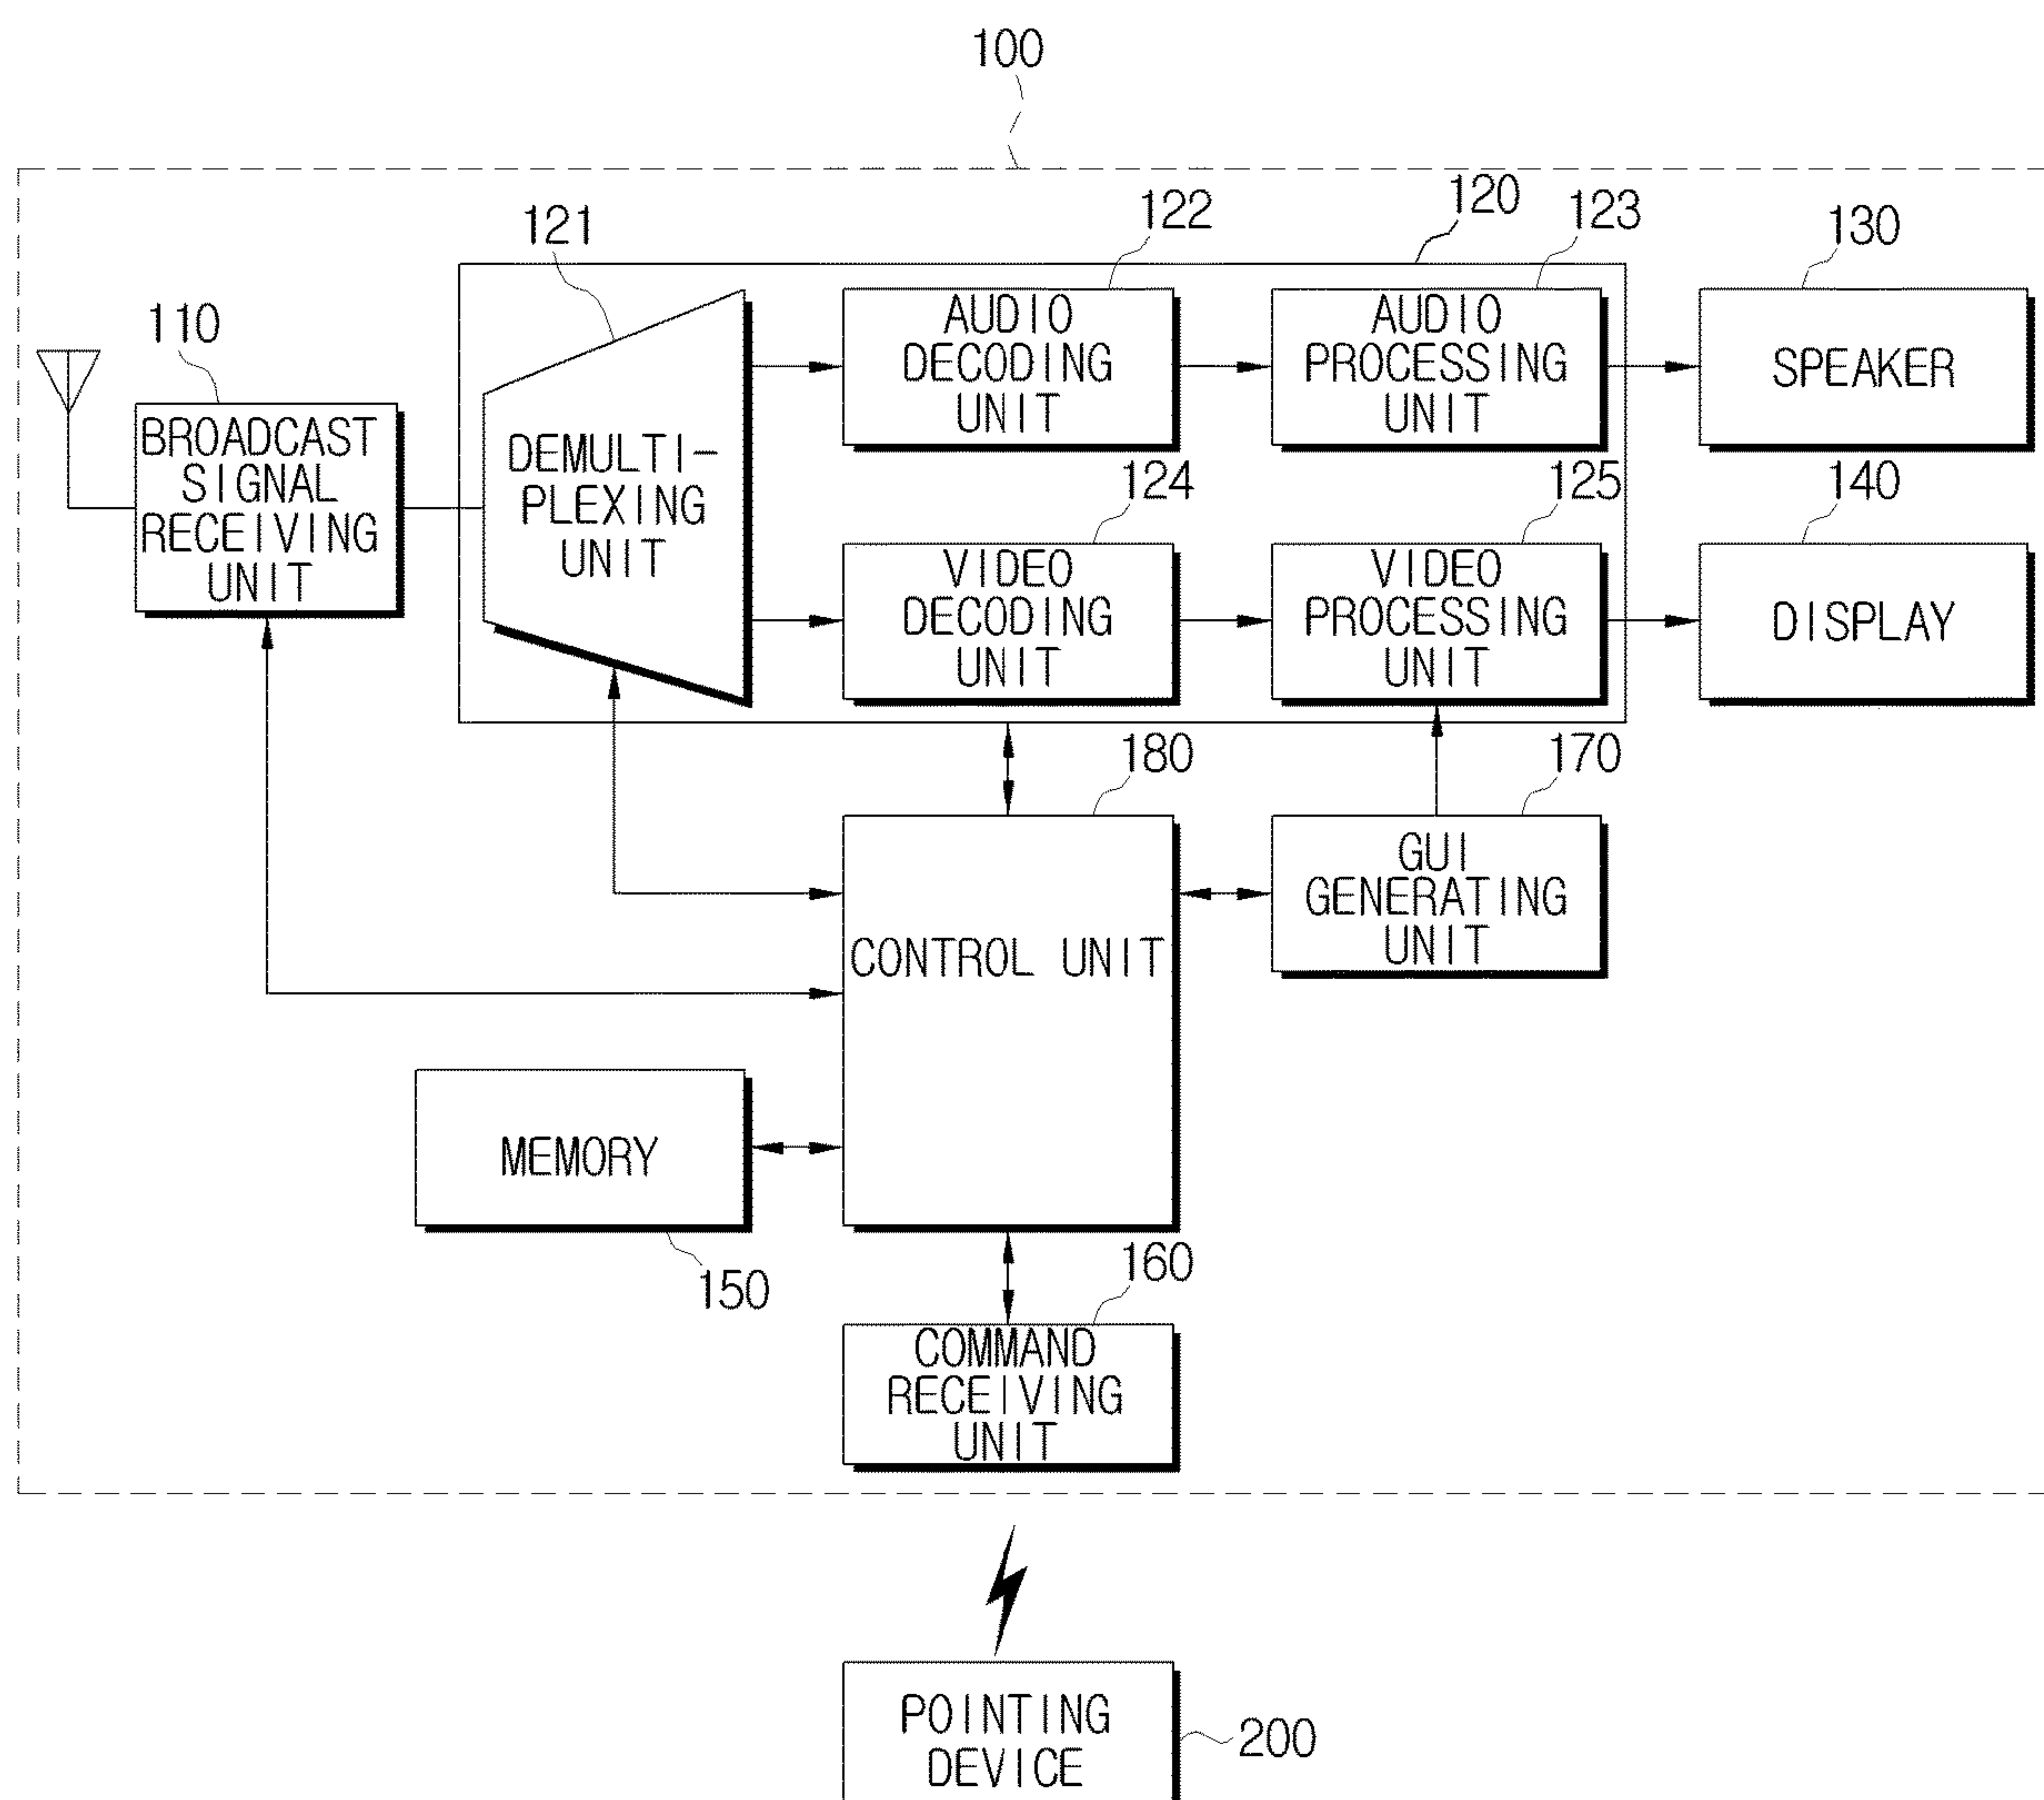 100
120
122
123
130
121
110
AUDIO
DECODING
UNIT
AUDIO
PROCESSING
UNIT
SPEAKER
BROADCAST
SIGNAL
RECEIVING
UNIT
DEMULTI-
PLEXING
UNIT
124
125
140
VIDEO
DECODING
UNIT
VIDEO
PROCESSING
UNIT
DISPLAY
180
170
CONTROL UNIT
GUI
GENERATING
UNIT
MEMORY
150
160
COMMAND
RECEIVING
UNIT
POINTING
DEVICE
200